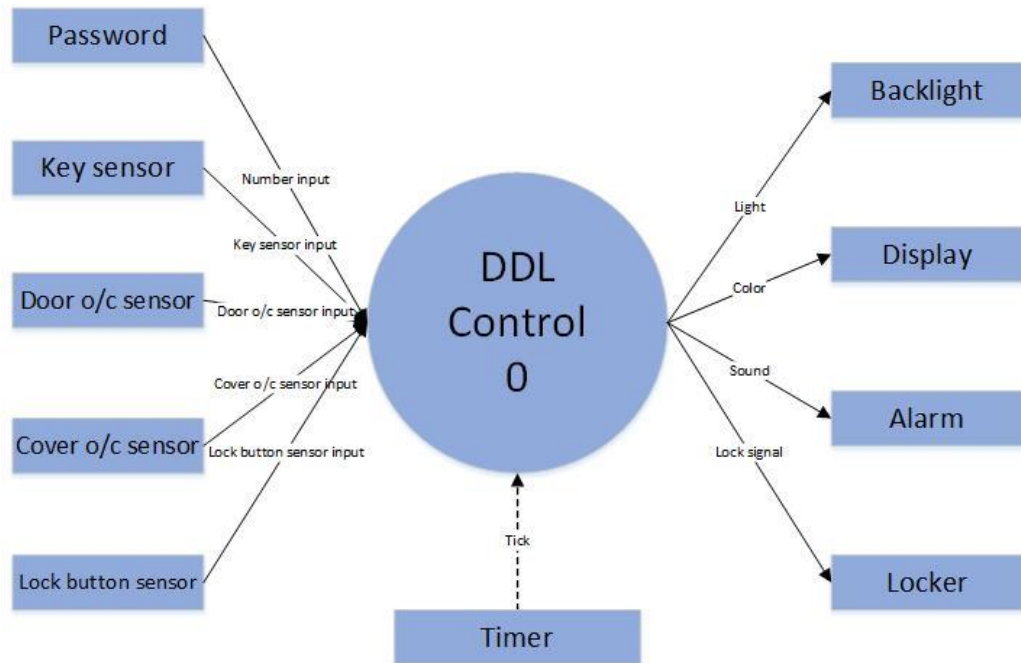 Password
Key sensor
Door o/c sensor
Cover o/c sensor
Lock button sensor
Number input
Key sensor input
Door o/c sensor input
Cover o/c sensor input
Lock button sensor input
DDL
Control
0
Tick
Timer
Light
Color
Sound
Lock signal
Backlight
Display
Alarm
Locker